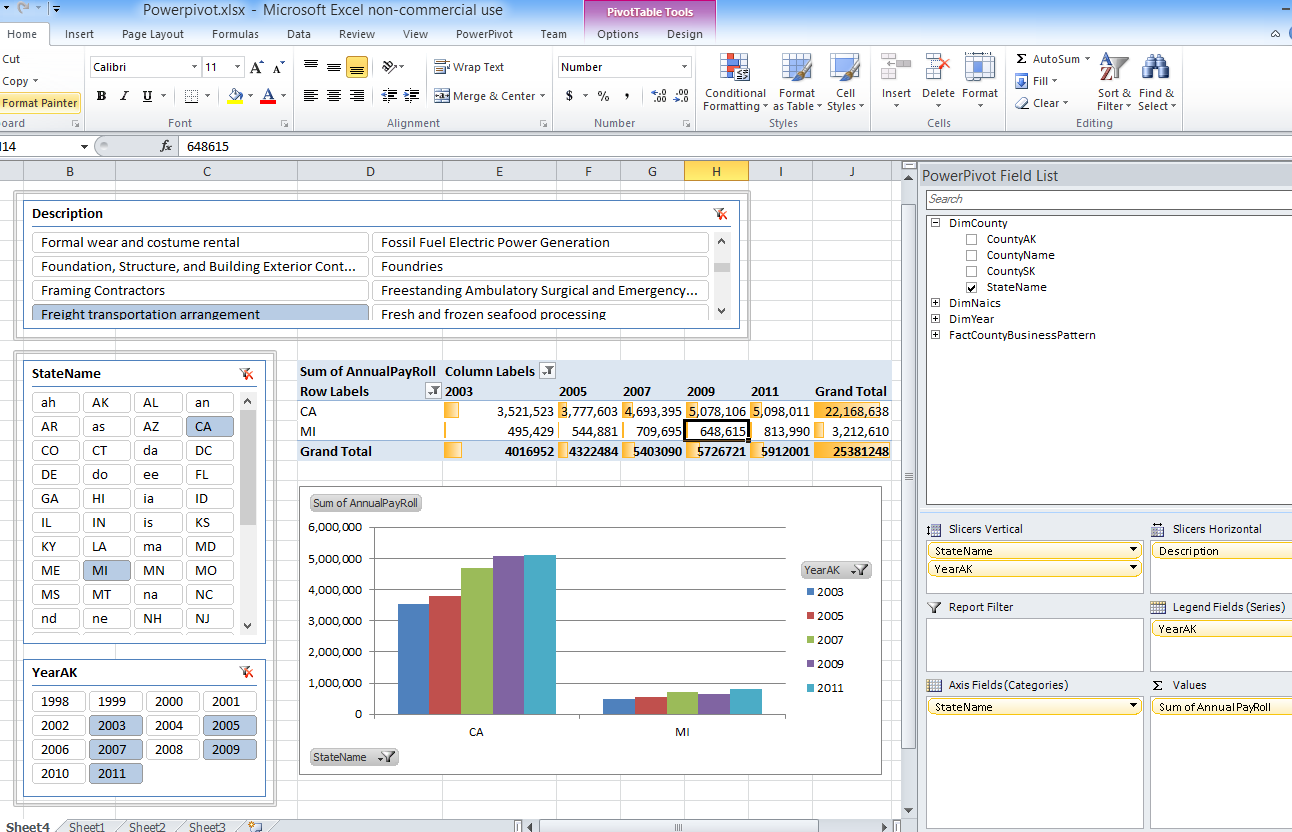 Powerpivot.xlsx - Microsoft Excel non-commercial use
PivotTable Tools
Home Insert Page Layout Formulas Data Review View PowerPivot Team Options Design
Cut
Copy
Format Painter
oard
Calibri 11
B I U
Font
Wrap Text
Merge & Center
Alignment
Number
$ % ,
Number
Conditional Formatting
Format as Table
Cell Styles
Styles
Insert Delete Format
Cells
Σ AutoSum
Fill
Clear
Sort & Filter
Find & Select
Editing
H14 fx 648615
B C D E F G H I J
Description
Formal wear and costume rental Fossil Fuel Electric Power Generation
Foundation, Structure, and Building Exterior Cont... Foundries
Framing Contractors Freestanding Ambulatory Surgical and Emergency...
Freight transportation arrangement Fresh and frozen seafood processing
StateName
ah AK AL an
AR as AZ CA
CO CT da DC
DE do ee FL
GA HI ia ID
IL IN is KS
KY LA ma MD
ME MI MN MO
MS MT na NC
nd ne NH NJ
YearAK
1998 1999 2000 2001
2002 2003 2004 2005
2006 2007 2008 2009
2010 2011
Sum of AnnualPayRoll Column Labels
Row Labels 2003 2005 2007 2009 2011 Grand Total
CA 3,521,523 3,777,603 4,693,395 5,078,106 5,098,011 22,168,638
MI 495,429 544,881 709,695 648,615 813,990 3,212,610
Grand Total 4016952 4322484 5403090 5726721 5912001 25381248
Sum of AnnualPayRoll
6,000,000
5,000,000
4,000,000
3,000,000
2,000,000
1,000,000
0
CA MI
YearAK
2003
2005
2007
2009
2011
StateName
PowerPivot Field List
Search
DimCounty
CountyAK
CountyName
CountySK
StateName
DimNaics
DimYear
FactCountyBusinessPattern
Slicers Vertical
StateName
YearAK
Slicers Horizontal
Description
Report Filter
Legend Fields (Series)
YearAK
Axis Fields (Categories)
StateName
Σ Values
Sum of AnnualPayRoll
Sheet4 Sheet1 Sheet2 Sheet3